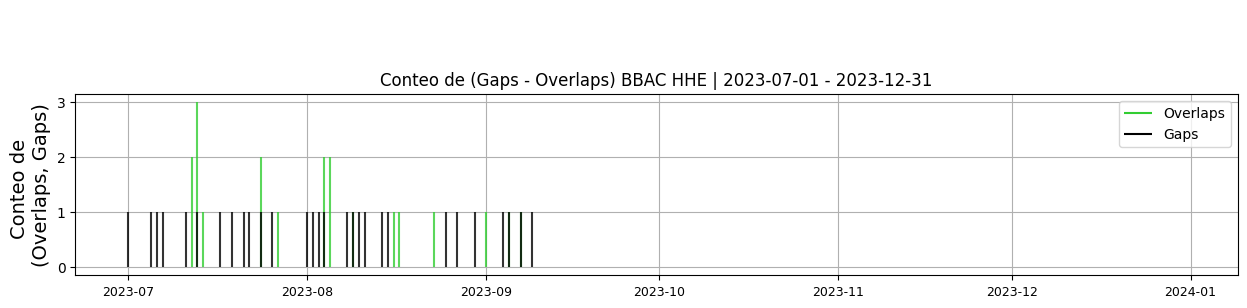 Conteo de (Gaps - Overlaps) BBAC HHE | 2023-07-01 - 2023-12-31
Conteo de
(Overlaps, Gaps)
3
2
1
0
Overlaps
Gaps
2023-07
2023-08
2023-09
2023-10
2023-11
2023-12
2024-01